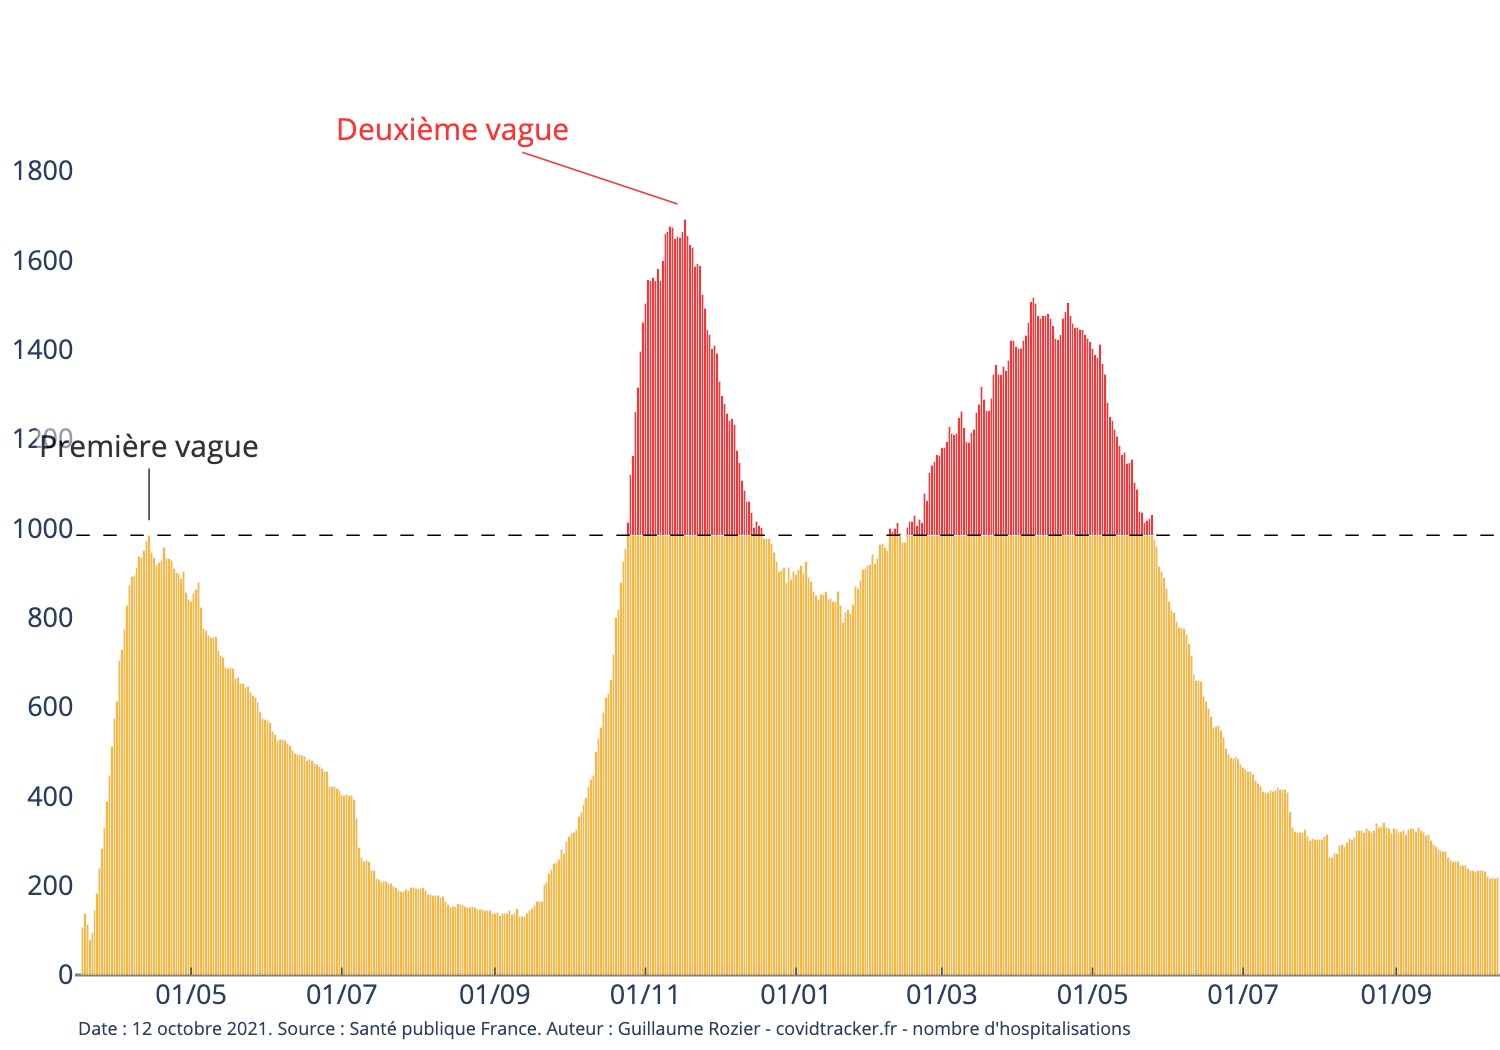 Deuxième vague
1800
1600
1400
1200
Première vague
1000
800
600
400
200
0
01/05 01/07 01/09 01/11 01/01 01/03 01/05 01/07 01/09
Date : 12 octobre 2021. Source : Santé publique France. Auteur : Guillaume Rozier - covidtracker.fr - nombre d'hospitalisations